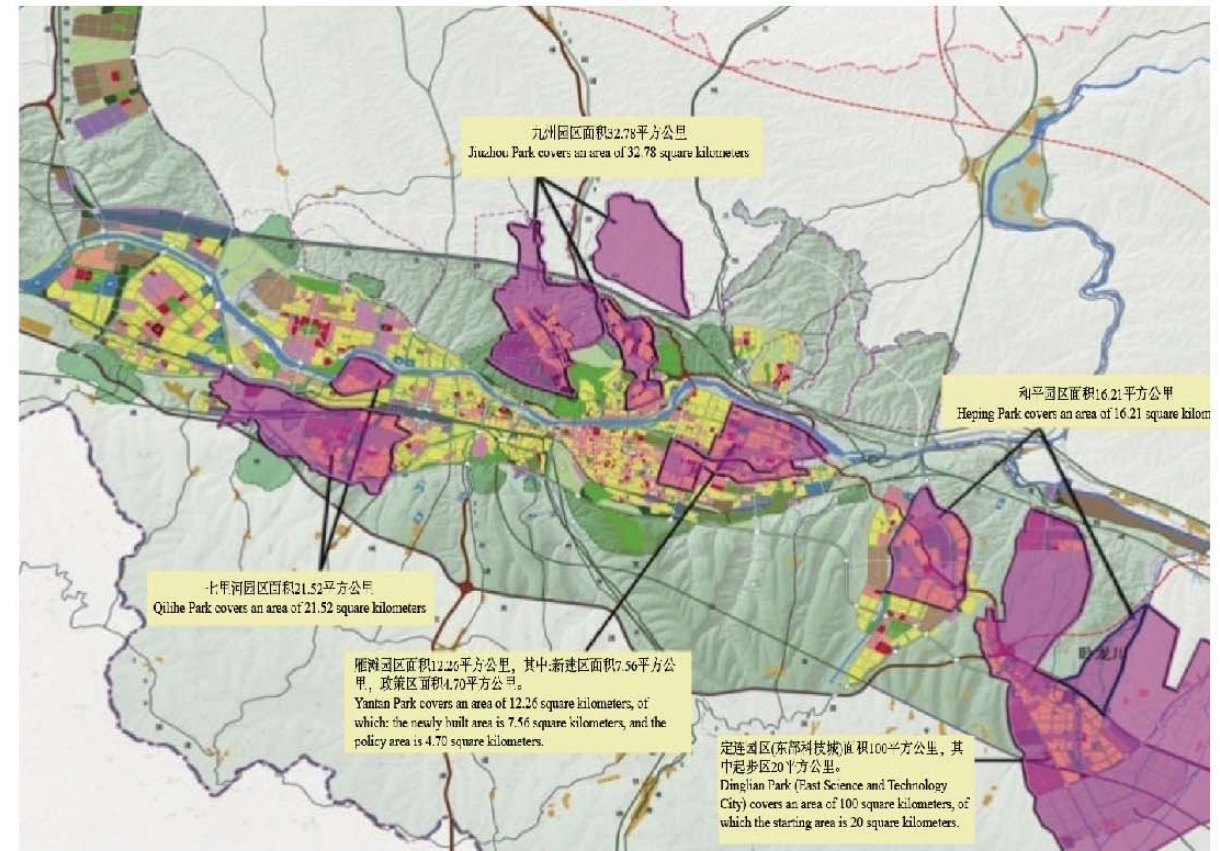 九州园区面积32.78平方公里
Jiuzhou Park covers an area of 32.78 square kilometers
和平园区面积16.21平方公里
Heping Park covers an area of 16.21 square kilom
七里河园区面积21.52平方公里
Qilihe Park covers an area of 21.52 square kilometers
雁滩园区面积12.26平方公里，其中:新建区面积7.56平方公
里，政策区面积4.70平方公里。
Yantan Park covers an area of 12.26 square kilometers, of
which: the newly built area is 7.56 square kilometers, and the
policy area is 4.70 square kilometers.
卧龙川
定连园区(东部科技城)面积100平方公里，其
中起步区20平方公里。
Dinglian Park (East Science and Technology
City) covers an area of 100 square kilometers, of
which the starting area is 20 square kilometers.